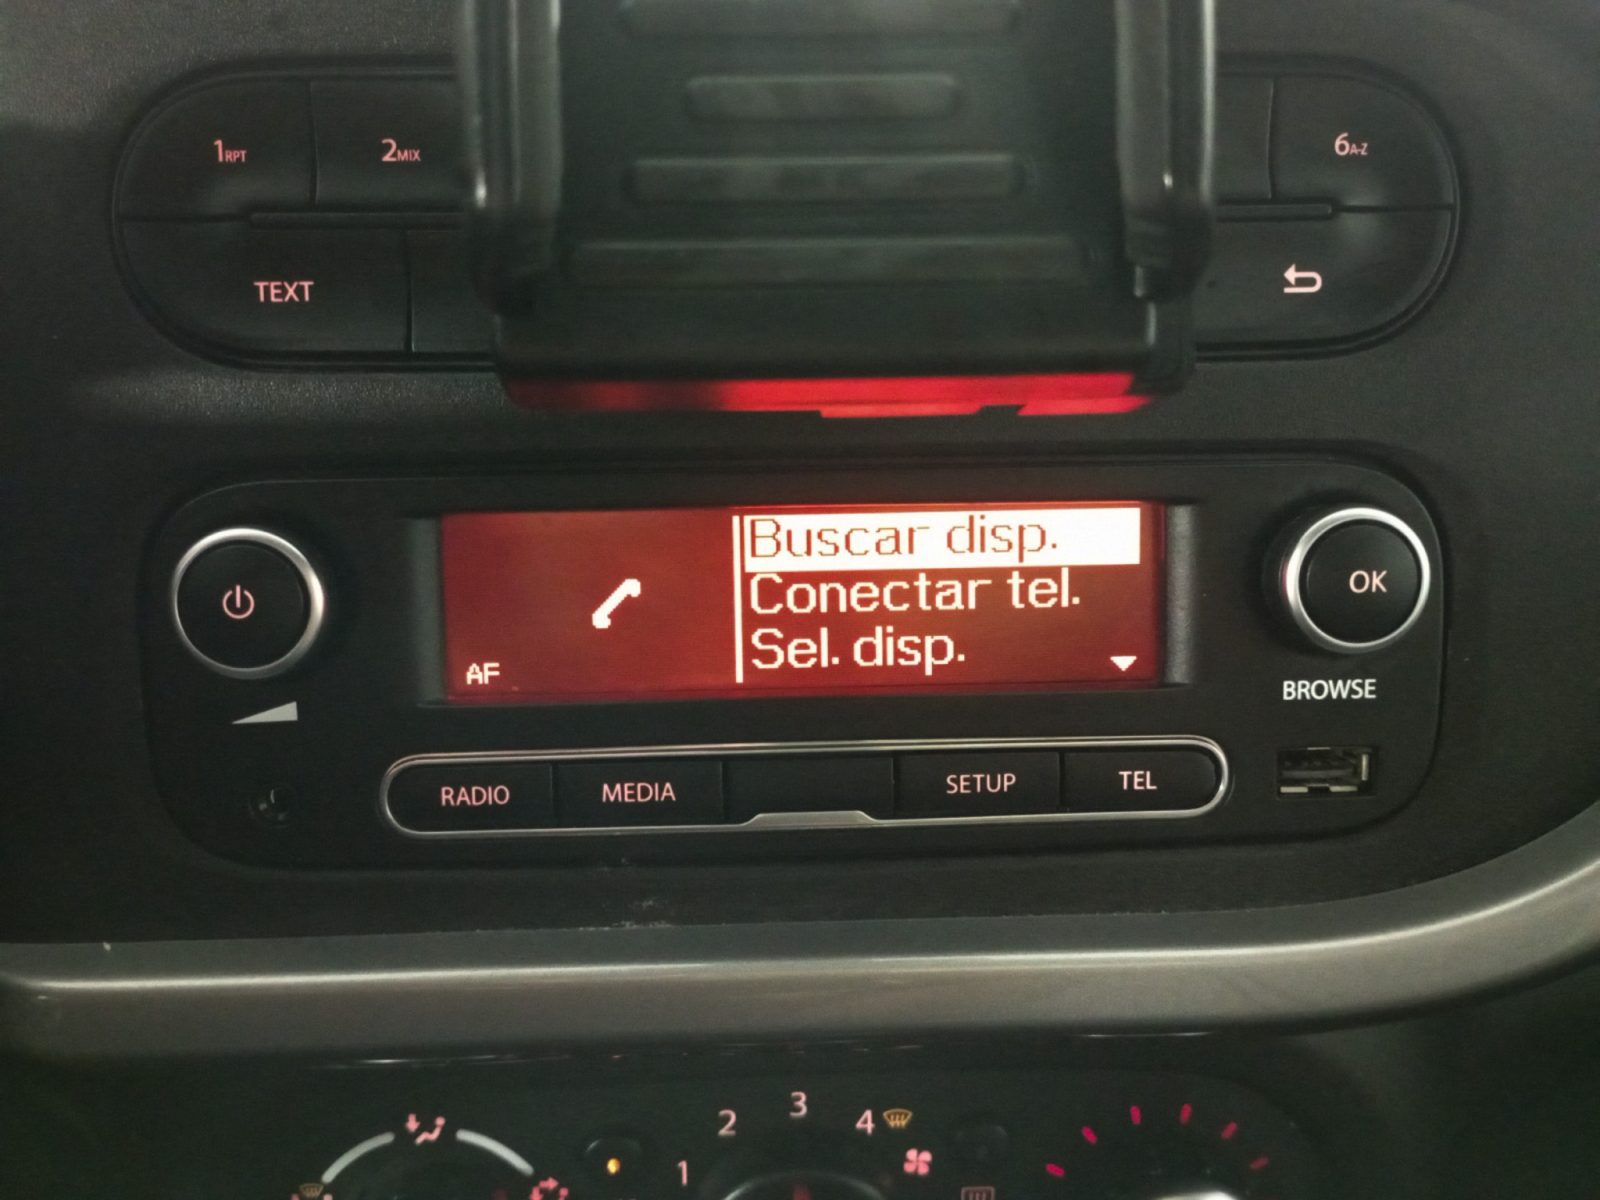 1RPT 2MIX 6A-Z
TEXT
Buscar disp.
Conectar tel.
Sel. disp.
AF
OK
BROWSE
RADIO MEDIA SETUP TEL
1 2 3 4